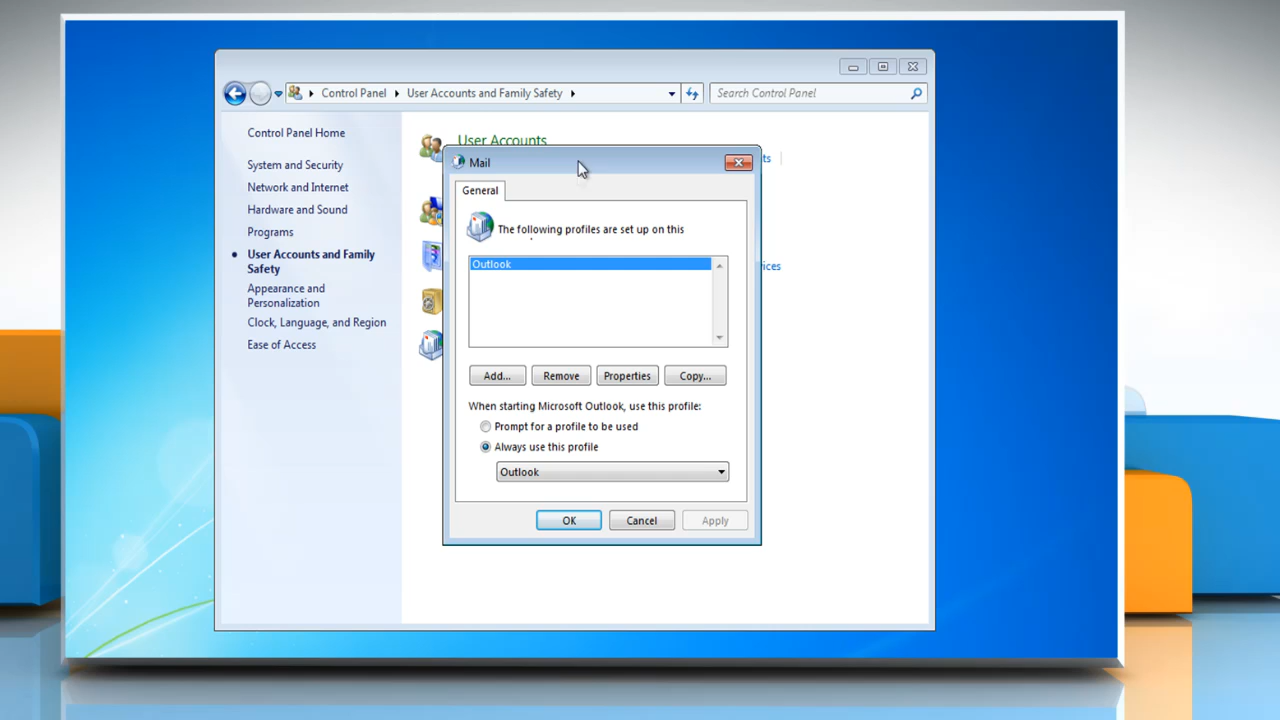 Control Panel
User Accounts and Family Safety
Search Control Panel
Control Panel Home
System and Security
Network and Internet
Hardware and Sound
Programs
User Accounts and Family
Safety
Appearance and
Personalization
Clock, Language, and Region
Ease of Access
User Accounts
Mail
General
The following profiles are set up on this
Outlook
Add...
Remove
Properties
Copy...
When starting Microsoft Outlook, use this profile:
Prompt for a profile to be used
Always use this profile
Outlook
OK
Cancel
Apply